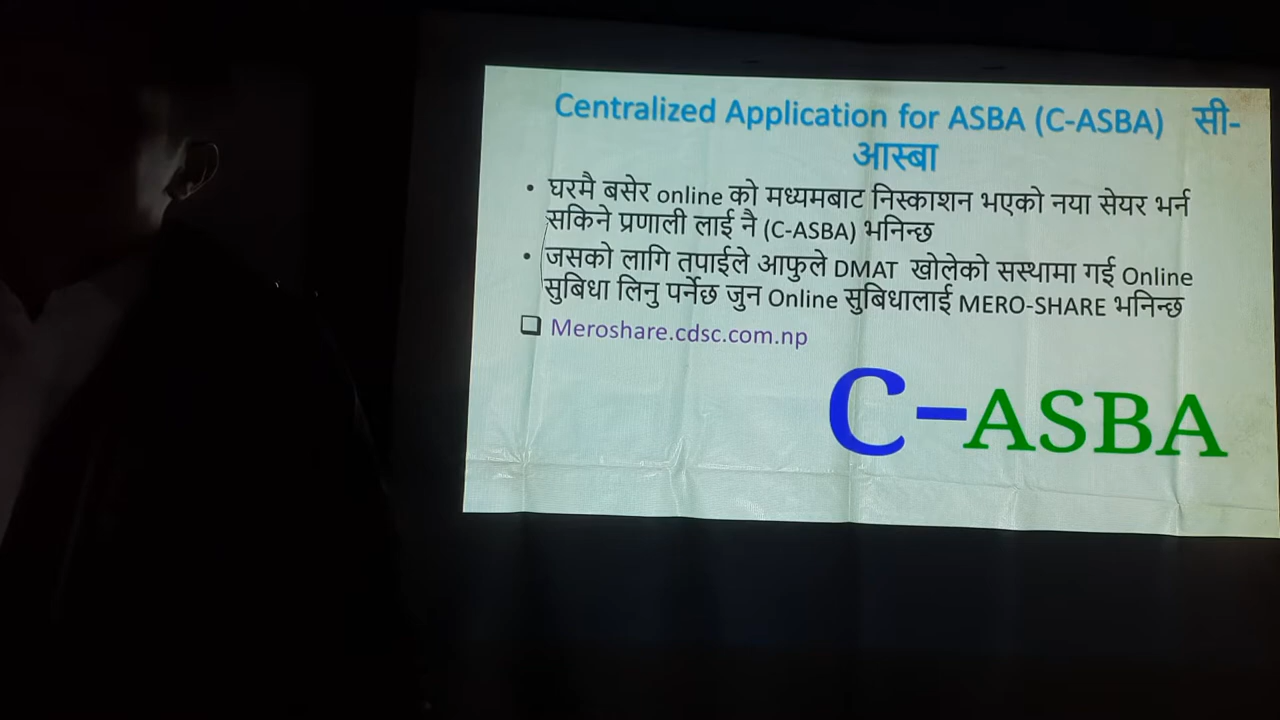 Centralized Application for ASBA (C-ASBA) सी-
आस्बा
• घरमै बसेर online को मध्यमबाट निस्काशन भएको नया सेयर भर्न
सकिने प्रणाली लाई नै (C-ASBA) भनिन्छ
• जसको लागि तपाईले आफुले DMAT खोलेको सस्थामा गई Online
सुबिधा लिनु पर्नेछ जुन Online सुबिधालाई MERO-SHARE भनिन्छ
❑ Meroshare.cdsc.com.np
C-ASBA